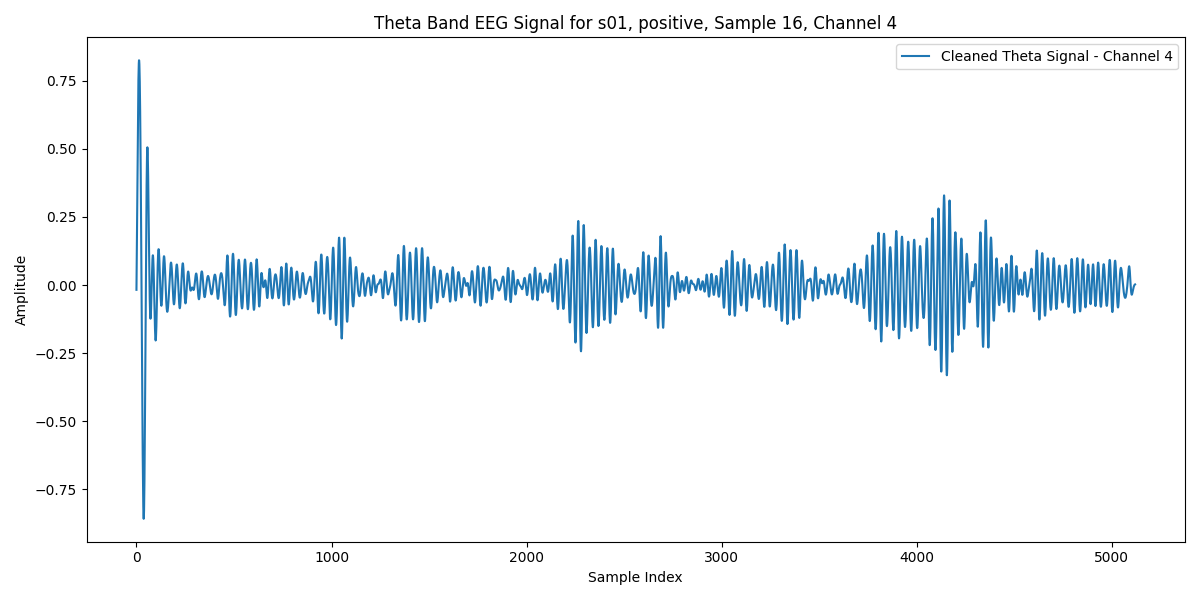 Theta Band EEG Signal for s01, positive, Sample 16, Channel 4
Cleaned Theta Signal - Channel 4
Amplitude
0.75
0.50
0.25
0.00
−0.25
−0.50
−0.75
0 1000 2000 3000 4000 5000
Sample Index